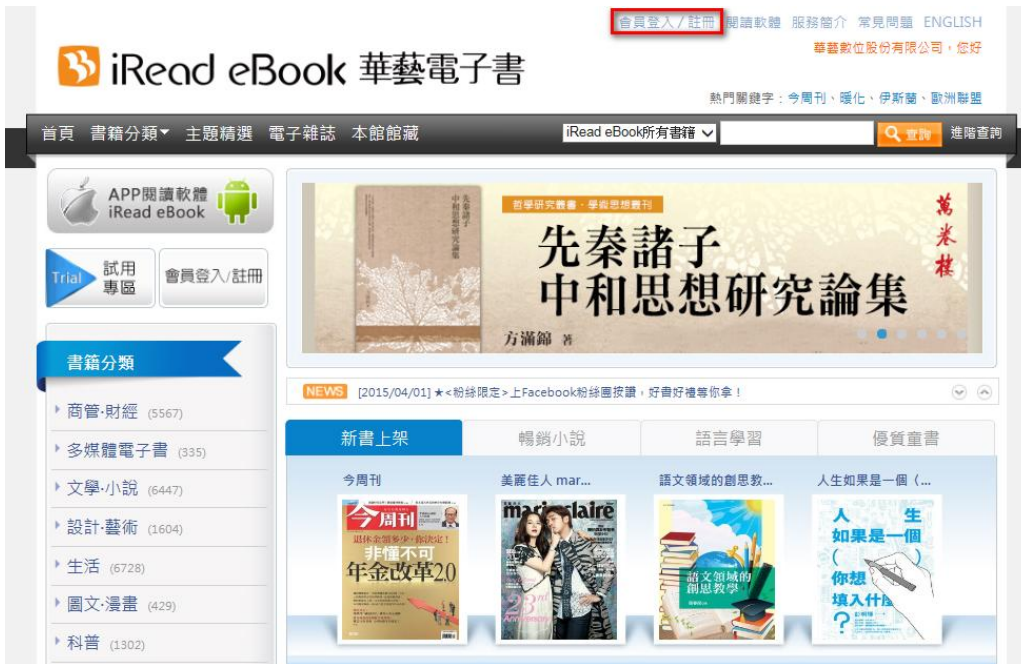 會員登入 / 註冊 閱讀軟體 服務簡介 常見問題 ENGLISH
華藝數位股份有限公司，您好
iRead eBook 華藝電子書
熱門關鍵字：今周刊、暖化、伊斯蘭、歐洲聯盟
首頁 書籍分類▼ 主題精選 電子雜誌 本館館藏 iRead eBook所有書籍 查詢 進階查詢
APP閱讀軟體
iRead eBook
Trial 試用專區 會員登入/註冊
哲學研究叢書・學術思想叢刊
先秦諸子
中和思想研究論集
方滿錦 著
萬卷樓
書籍分類
NEWS [2015/04/01] ★<粉絲限定>上Facebook粉絲團按讚，好書好禮等你拿！
商管‧財經 (5567)
多媒體電子書 (335)
文學‧小說 (6447)
設計‧藝術 (1604)
生活 (6728)
圖文‧漫畫 (429)
科普 (1302)
新書上架 暢銷小說 語言學習 優質童書
今周刊 美麗佳人 mar... 語文領域的創思教... 人生如果是一個（...
今周刊
退休金領多少，你決定！
非懂不可
年金改革2.0
marie claire
23rd
Anniversary
語文領域的
創思教學
人 生
如果是一個
( )
你想
填入什麼
?